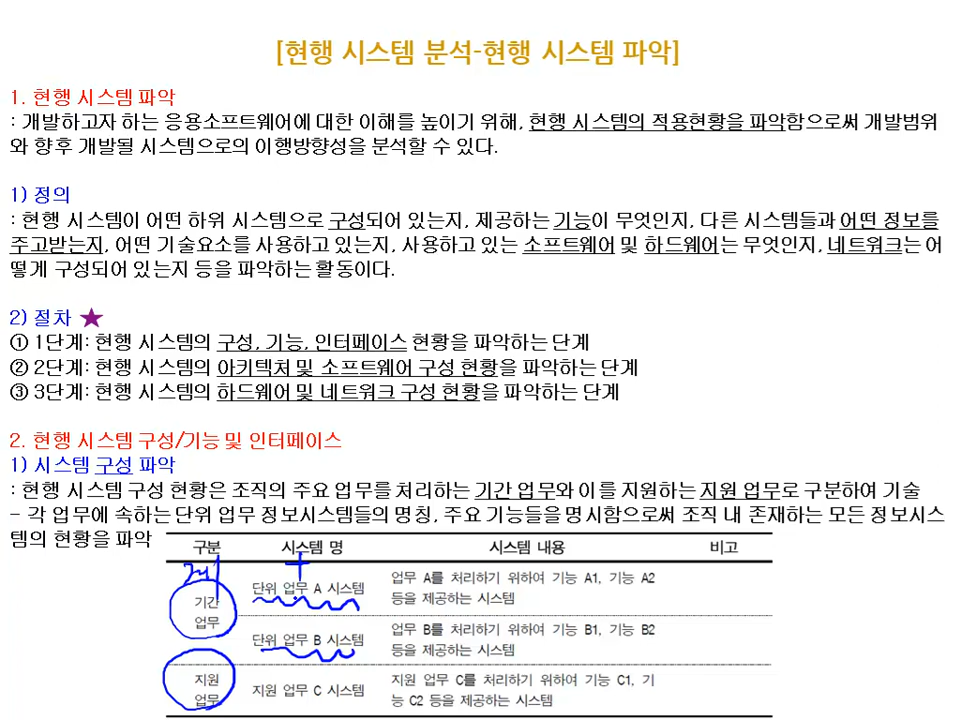 [현행 시스템 분석-현행 시스템 파악]
1. 현행 시스템 파악
: 개발하고자 하는 응용소프트웨어에 대한 이해를 높이기 위해, 현행 시스템의 적용현황을 파악함으로써 개발범위
와 향후 개발될 시스템으로의 이행방향성을 분석할 수 있다.
1) 정의
: 현행 시스템이 어떤 하위 시스템으로 구성되어 있는지, 제공하는 기능이 무엇인지, 다른 시스템들과 어떤 정보를
주고받는지, 어떤 기술요소를 사용하고 있는지, 사용하고 있는 소프트웨어 및 하드웨어는 무엇인지, 네트워크는 어
떻게 구성되어 있는지 등을 파악하는 활동이다.
2) 절차 ★
① 1단계: 현행 시스템의 구성, 기능, 인터페이스 현황을 파악하는 단계
② 2단계: 현행 시스템의 아키텍처 및 소프트웨어 구성 현황을 파악하는 단계
③ 3단계: 현행 시스템의 하드웨어 및 네트워크 구성 현황을 파악하는 단계
2. 현행 시스템 구성/기능 및 인터페이스
1) 시스템 구성 파악
: 현행 시스템 구성 현황은 조직의 주요 업무를 처리하는 기간 업무와 이를 지원하는 지원 업무로 구분하여 기술
- 각 업무에 속하는 단위 업무 정보시스템들의 명칭, 주요 기능들을 명시함으로써 조직 내 존재하는 모든 정보시스
템의 현황을 파악
구분 시스템 명 시스템 내용 비고
기간
업무
단위 업무 A 시스템
업무 A를 처리하기 위하여 기능 A1, 기능 A2
등을 제공하는 시스템
단위 업무 B 시스템
업무 B를 처리하기 위하여 기능 B1, 기능 B2
등을 제공하는 시스템
지원
업무
지원 업무 C 시스템
지원 업무 C를 처리하기 위하여 기능 C1, 기
능 C2 등을 제공하는 시스템